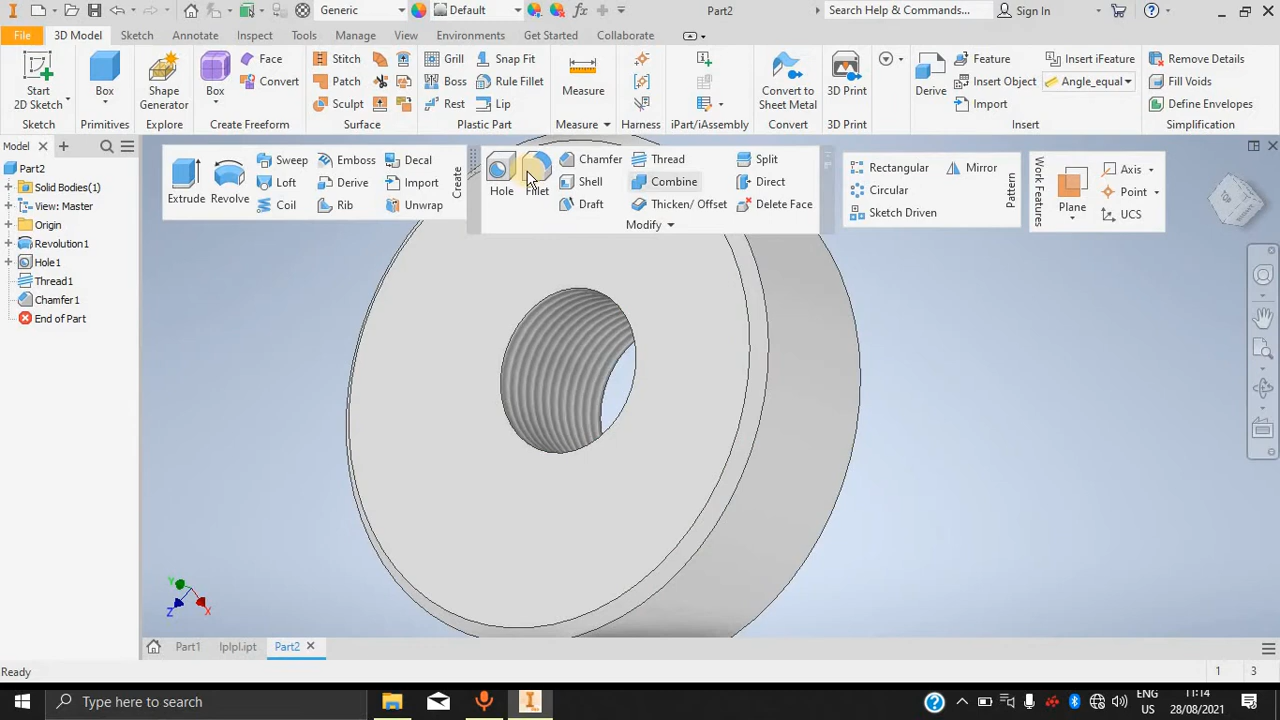 Generic
Default
Part2
Search Help & Commands...
Sign In
File
3D Model
Sketch
Annotate
Inspect
Tools
Manage
View
Environments
Get Started
Collaborate
Start
2D Sketch
Sketch
Box
Primitives
Shape
Generator
Explore
Box
Face
Convert
Create Freeform
Stitch
Patch
Sculpt
Surface
Grill
Boss
Rest
Snap Fit
Rule Fillet
Lip
Plastic Part
Measure
Measure
Harness
iPart/iAssembly
Convert to
Sheet Metal
Convert
3D Print
3D Print
Derive
Feature
Insert Object
Import
Insert iFeature
Angle_equal
Insert
Remove Details
Fill Voids
Define Envelopes
Simplification
Model
Part2
Solid Bodies(1)
View: Master
Origin
Revolution1
Hole1
Thread1
Chamfer1
End of Part
Extrude
Revolve
Sweep
Loft
Coil
Emboss
Derive
Rib
Decal
Import
Unwrap
Create
Hole
Fillet
Chamfer
Shell
Draft
Thread
Combine
Thicken/ Offset
Split
Direct
Delete Face
Modify
Rectangular
Circular
Sketch Driven
Mirror
Pattern
Work Features
Plane
Axis
Point
UCS
Y
Z
X
Part1
lplpl.ipt
Part2
Ready
1
3
Type here to search
ENG
US
11:14
28/08/2021